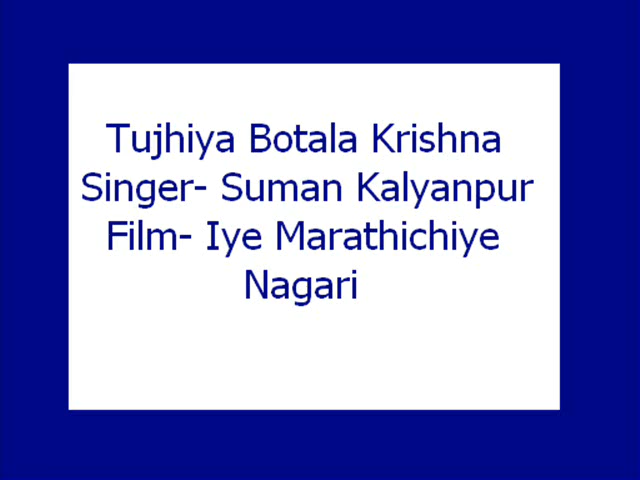 Tujhiya Botala Krishna
Singer- Suman Kalyanpur
Film- Iye Marathichiye
Nagari